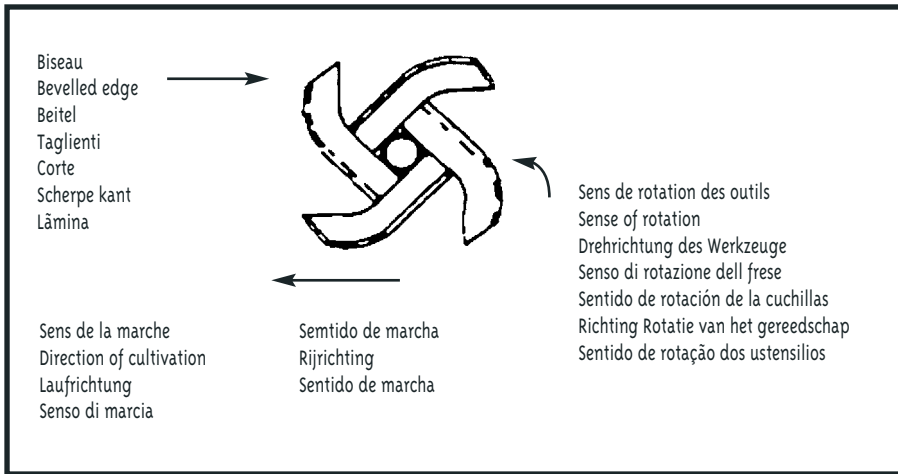 Biseau
Bevelled edge
Beitel
Taglienti
Corte
Scherpe kant
Lãmina
Sens de rotation des outils
Sense of rotation
Drehrichtung des Werkzeuge
Senso di rotazione dell frese
Sentido de rotación de la cuchillas
Richting Rotatie van het gereedschap
Sentido de rotação dos ustensilios
Sens de la marche
Direction of cultivation
Laufrichtung
Senso di marcia
Semtido de marcha
Rijrichting
Sentido de marcha